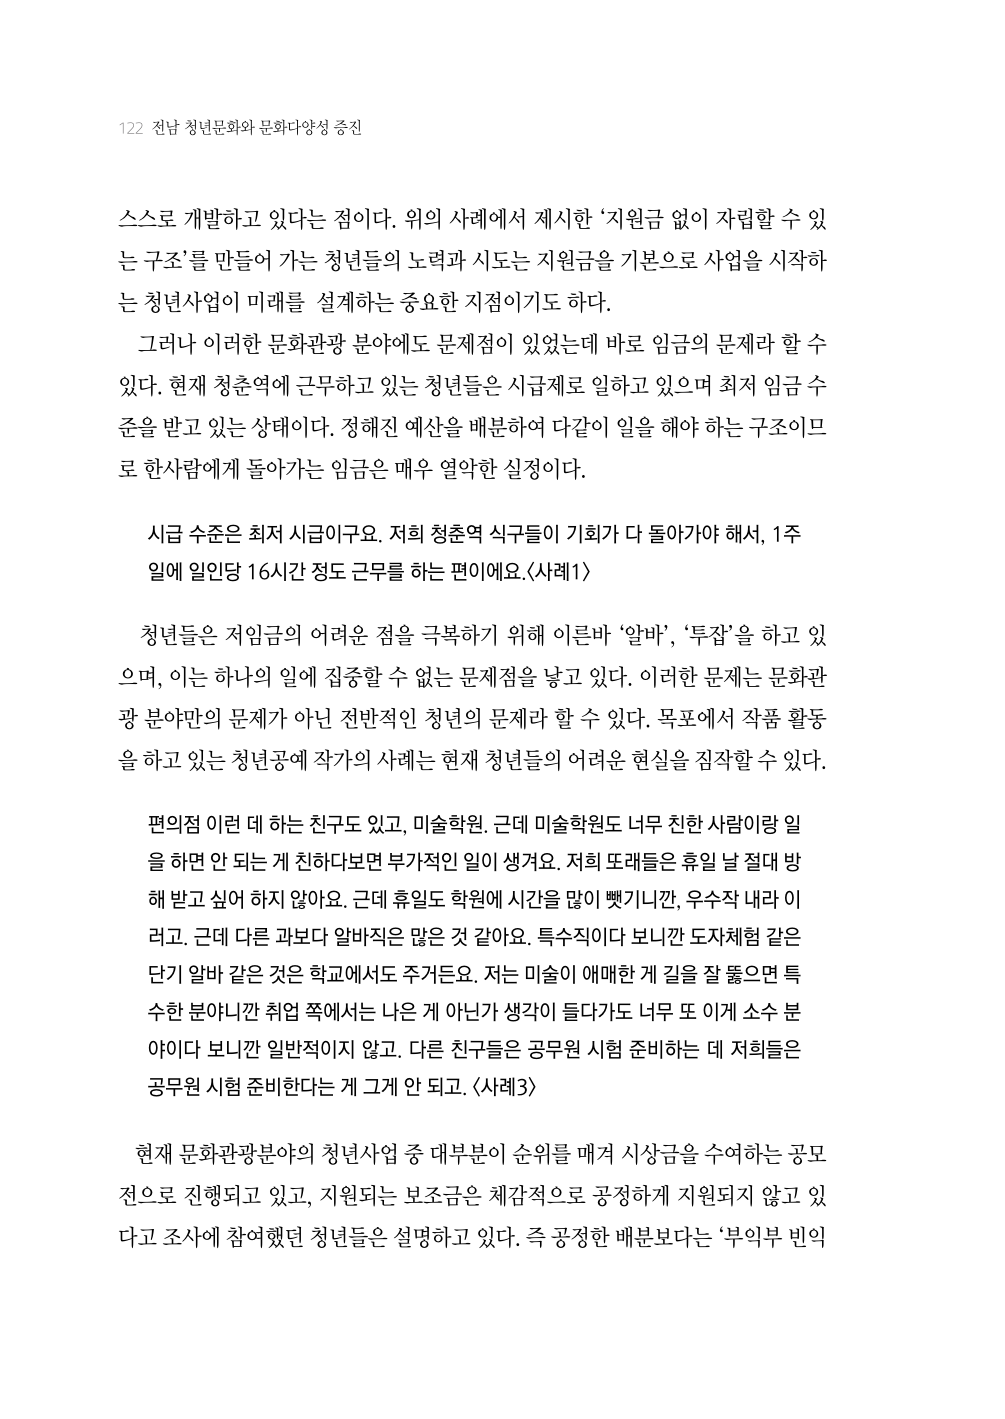 122 전남 청년문화와 문화다양성 증진
스스로 개발하고 있다는 점이다. 위의 사례에서 제시한 ‘지원금 없이 자립할 수 있
는 구조’를 만들어 가는 청년들의 노력과 시도는 지원금을 기본으로 사업을 시작하
는 청년사업이 미래를 설계하는 중요한 지점이기도 하다.
그러나 이러한 문화관광 분야에도 문제점이 있었는데 바로 임금의 문제라 할 수
있다. 현재 청춘역에 근무하고 있는 청년들은 시급제로 일하고 있으며 최저 임금 수
준을 받고 있는 상태이다. 정해진 예산을 배분하여 다같이 일을 해야 하는 구조이므
로 한사람에게 돌아가는 임금은 매우 열악한 실정이다.
시급 수준은 최저 시급이구요. 저희 청춘역 식구들이 기회가 다 돌아가야 해서, 1주
일에 일인당 16시간 정도 근무를 하는 편이에요.〈사례1〉
청년들은 저임금의 어려운 점을 극복하기 위해 이른바 ‘알바’, ‘투잡’을 하고 있
으며, 이는 하나의 일에 집중할 수 없는 문제점을 낳고 있다. 이러한 문제는 문화관
광 분야만의 문제가 아닌 전반적인 청년의 문제라 할 수 있다. 목포에서 작품 활동
을 하고 있는 청년공예 작가의 사례는 현재 청년들의 어려운 현실을 짐작할 수 있다.
편의점 이런 데 하는 친구도 있고, 미술학원. 근데 미술학원도 너무 친한 사람이랑 일
을 하면 안 되는 게 친하다보면 부가적인 일이 생겨요. 저희 또래들은 휴일 날 절대 방
해 받고 싶어 하지 않아요. 근데 휴일도 학원에 시간을 많이 뺏기니깐, 우수작 내라 이
러고. 근데 다른 과보다 알바직은 많은 것 같아요. 특수직이다 보니깐 도자체험 같은
단기 알바 같은 것은 학교에서도 주거든요. 저는 미술이 애매한 게 길을 잘 뚫으면 특
수한 분야니깐 취업 쪽에서는 나은 게 아닌가 생각이 들다가도 너무 또 이게 소수 분
야이다 보니깐 일반적이지 않고. 다른 친구들은 공무원 시험 준비하는 데 저희들은
공무원 시험 준비한다는 게 그게 안 되고. 〈사례3〉
현재 문화관광분야의 청년사업 중 대부분이 순위를 매겨 시상금을 수여하는 공모
전으로 진행되고 있고, 지원되는 보조금은 체감적으로 공정하게 지원되지 않고 있
다고 조사에 참여했던 청년들은 설명하고 있다. 즉 공정한 배분보다는 ‘부익부 빈익